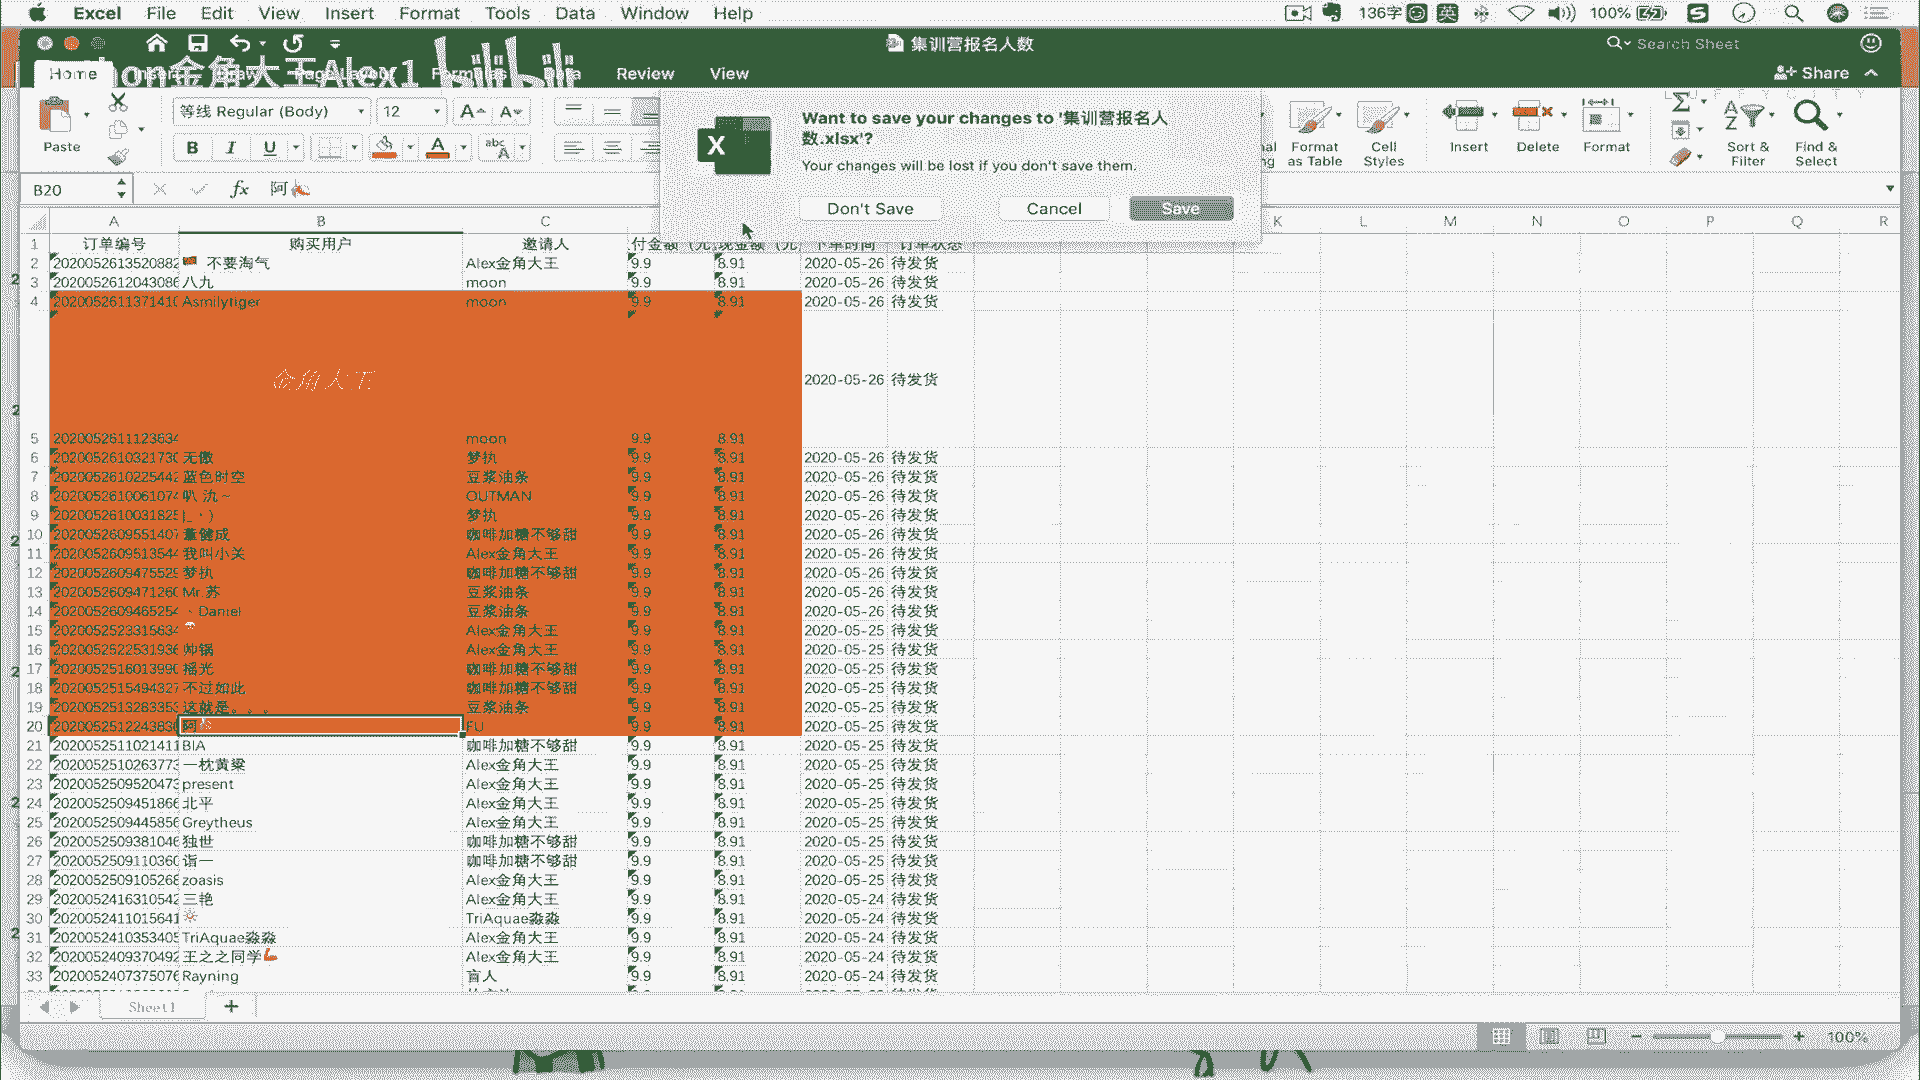 Excel File Edit View Insert Format Tools Data Window Help 136字 英 100%
集训营报名人数
Search Sheet
hon金角大王Alex1 bilibili
Home Insert Draw Page Layout Formulas Data Review View Share
Paste
等线 Regular (Body) 12
B I U A abc
Format as Table
Cell Styles
Insert Delete Format
Sort & Filter
Find & Select
Want to save your changes to '集训营报名人数.xlsx'?
Your changes will be lost if you don't save them.
Don't Save Cancel Save
B20 fx 阿
A B C K L M N O P Q R
1 订单编号 购买用户 邀请人 付金额（元 现金额（元 下单时间 订单状态
2 2020052613520882 不要淘气 Alex金角大王 9.9 8.91 2020-05-26 待发货
3 2020052612043086 八九 moon 9.9 8.91 2020-05-26 待发货
4 2020052611371410 Asmilytiger moon 9.9 8.91 2020-05-26 待发货
金角大王 2020-05-26 待发货
5 2020052611123634 moon 9.9 8.91
6 2020052610321730 无傲 梦执 9.9 8.91 2020-05-26 待发货
7 2020052610225442 蓝色时空 豆浆油条 9.9 8.91 2020-05-26 待发货
8 2020052610061074 叭 氿~ OUTMAN 9.9 8.91 2020-05-26 待发货
9 2020052610031825 |_ ·) 梦执 9.9 8.91 2020-05-26 待发货
10 2020052609551407 董健成 咖啡加糖不够甜 9.9 8.91 2020-05-26 待发货
11 2020052609513544 我叫小关 Alex金角大王 9.9 8.91 2020-05-26 待发货
12 2020052609475529 梦执 咖啡加糖不够甜 9.9 8.91 2020-05-26 待发货
13 2020052609471260 Mr.苏 豆浆油条 9.9 8.91 2020-05-26 待发货
14 2020052609465254 、Daniel 豆浆油条 9.9 8.91 2020-05-26 待发货
15 2020052523315634 Alex金角大王 9.9 8.91 2020-05-25 待发货
16 2020052522531936 帅锅 Alex金角大王 9.9 8.91 2020-05-25 待发货
17 2020052516013990 摇光 咖啡加糖不够甜 9.9 8.91 2020-05-25 待发货
18 2020052515494327 不过如此 咖啡加糖不够甜 9.9 8.91 2020-05-25 待发货
19 2020052513283353 这就是。。。 豆浆油条 9.9 8.91 2020-05-25 待发货
20 2020052512243636 阿 FU 9.9 8.91 2020-05-25 待发货
21 2020052511021411 BIA 咖啡加糖不够甜 9.9 8.91 2020-05-25 待发货
22 2020052510263773 一枕黄粱 Alex金角大王 9.9 8.91 2020-05-25 待发货
23 2020052509520473 present Alex金角大王 9.9 8.91 2020-05-25 待发货
24 2020052509451866 北平 Alex金角大王 9.9 8.91 2020-05-25 待发货
25 2020052509445856 Greytheus Alex金角大王 9.9 8.91 2020-05-25 待发货
26 2020052509381046 独世 咖啡加糖不够甜 9.9 8.91 2020-05-25 待发货
27 2020052509110360 诣一 咖啡加糖不够甜 9.9 8.91 2020-05-25 待发货
28 2020052509105268 zoasis Alex金角大王 9.9 8.91 2020-05-25 待发货
29 2020052416310542 三艳 Alex金角大王 9.9 8.91 2020-05-24 待发货
30 2020052411015641 TriAquae淼淼 9.9 8.91 2020-05-24 待发货
31 2020052410353405 TriAquae淼淼 Alex金角大王 9.9 8.91 2020-05-24 待发货
32 2020052409370492 王之之同学 Alex金角大王 9.9 8.91 2020-05-24 待发货
33 2020052407375076 Rayning 盲人 9.9 8.91 2020-05-24 待发货
Sheet1
100%